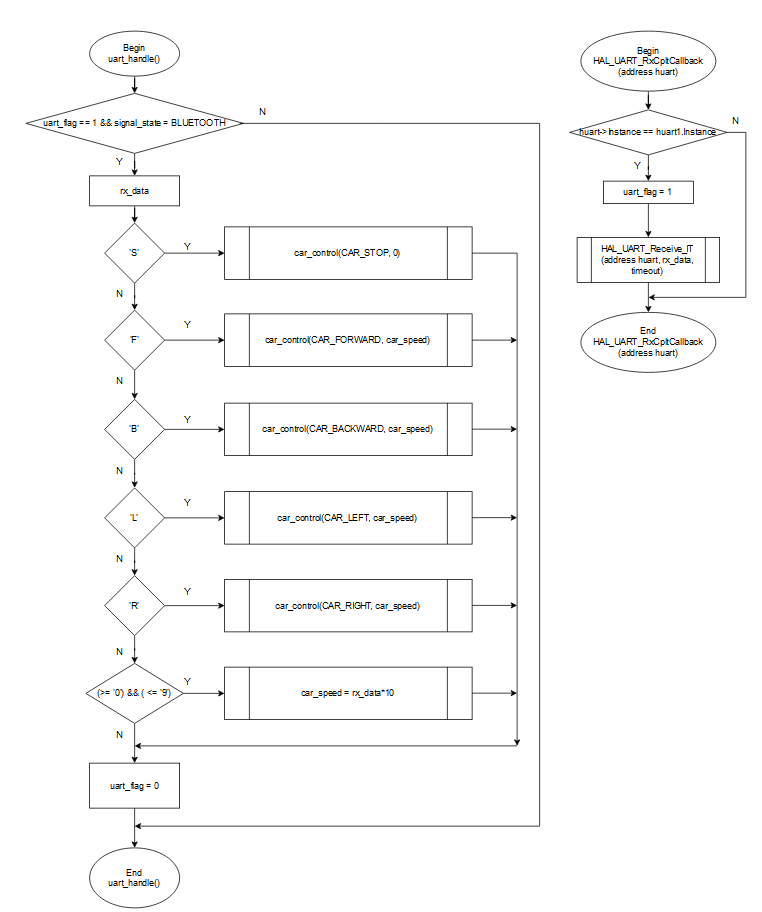 Begin
uart_handle()
uart_flag == 1 && signal_state = BLUETOOTH
N
Y
rx_data
'S'
Y
car_control(CAR_STOP, 0)
N
'F'
Y
car_control(CAR_FORWARD, car_speed)
N
'B'
Y
car_control(CAR_BACKWARD, car_speed)
N
'L'
Y
car_control(CAR_LEFT, car_speed)
N
'R'
Y
car_control(CAR_RIGHT, car_speed)
N
(>= '0') && ( <= '9')
Y
car_speed = rx_data*10
N
uart_flag = 0
End
uart_handle()
Begin
HAL_UART_RxCpltCallback
(address huart)
huart-> Instance == huart1.Instance
N
Y
uart_flag = 1
HAL_UART_Receive_IT
(address huart, rx_data,
timeout)
End
HAL_UART_RxCpltCallback
(address huart)